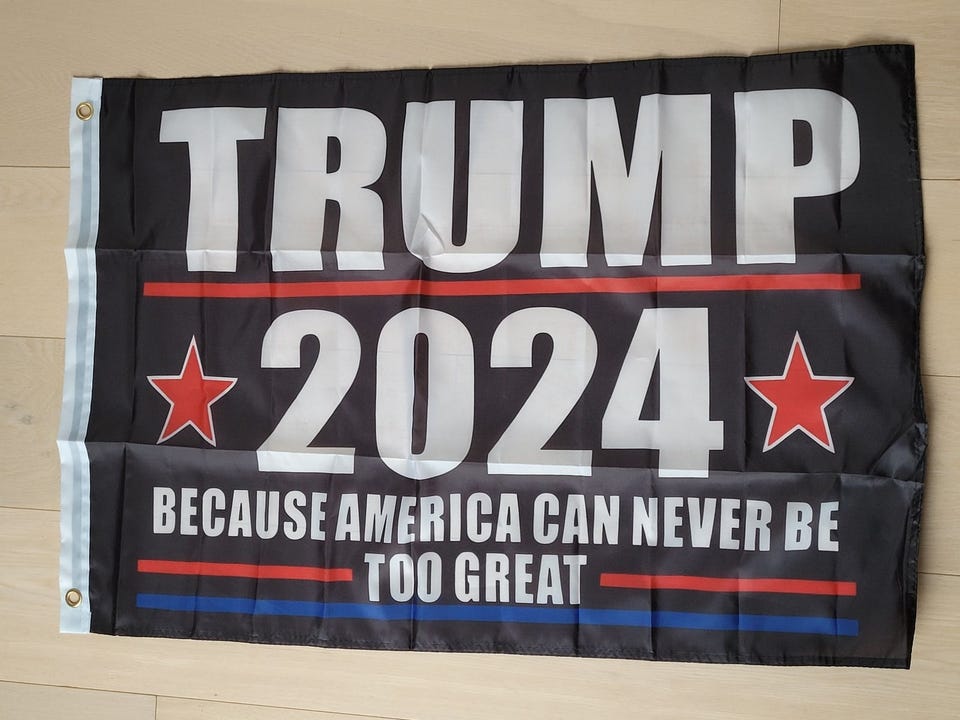 TRUMP
2024
BECAUSE AMERICA CAN NEVER BE
TOO GREAT